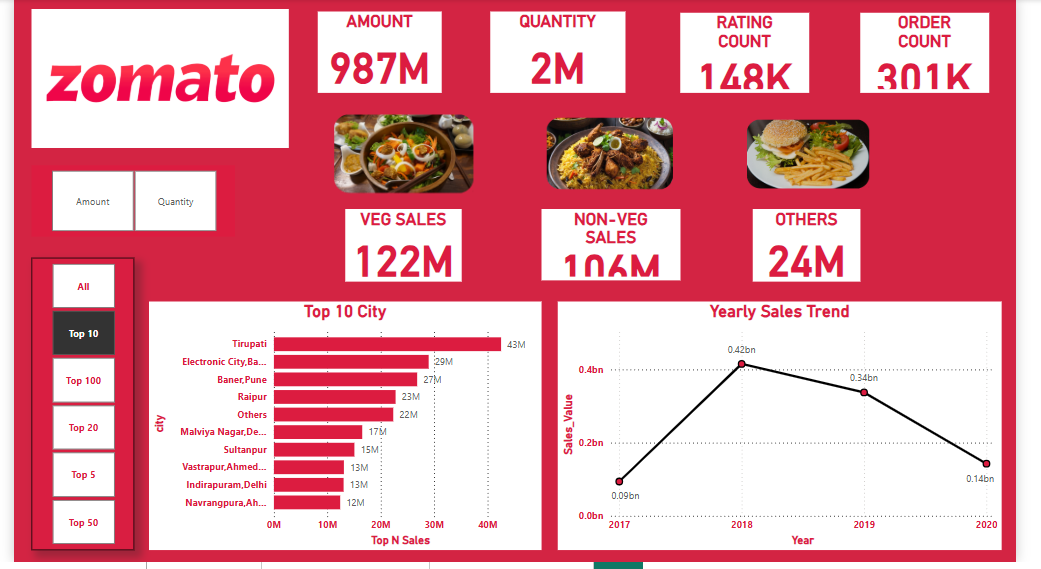 zomato
AMOUNT
987M
QUANTITY
2M
RATING
COUNT
148K
ORDER
COUNT
301K
Amount
Quantity
VEG SALES
122M
NON-VEG
SALES
106M
OTHERS
24M
All
Top 10
Top 100
Top 20
Top 5
Top 50
Top 10 City
city
Tirupati
43M
Electronic City,Ba...
29M
Baner,Pune
27M
Raipur
23M
Others
22M
Malviya Nagar,De...
17M
Sultanpur
15M
Vastrapur,Ahmed...
13M
Indirapuram,Delhi
13M
Navrangpura,Ah...
12M
0M
10M
20M
30M
40M
Top N Sales
Yearly Sales Trend
Sales_Value
0.4bn
0.2bn
0.0bn
0.09bn
0.42bn
0.34bn
0.14bn
2017
2018
2019
2020
Year